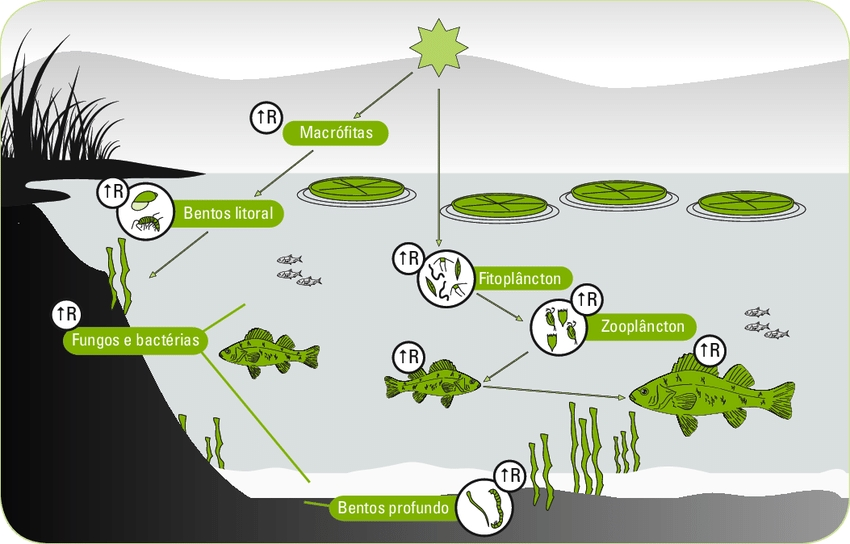 ↑R
Macrófitas
↑R
Bentos litoral
↑R
Fitoplâncton
↑R
Zooplâncton
↑R
Fungos e bactérias
↑R
↑R
↑R
Bentos profundo